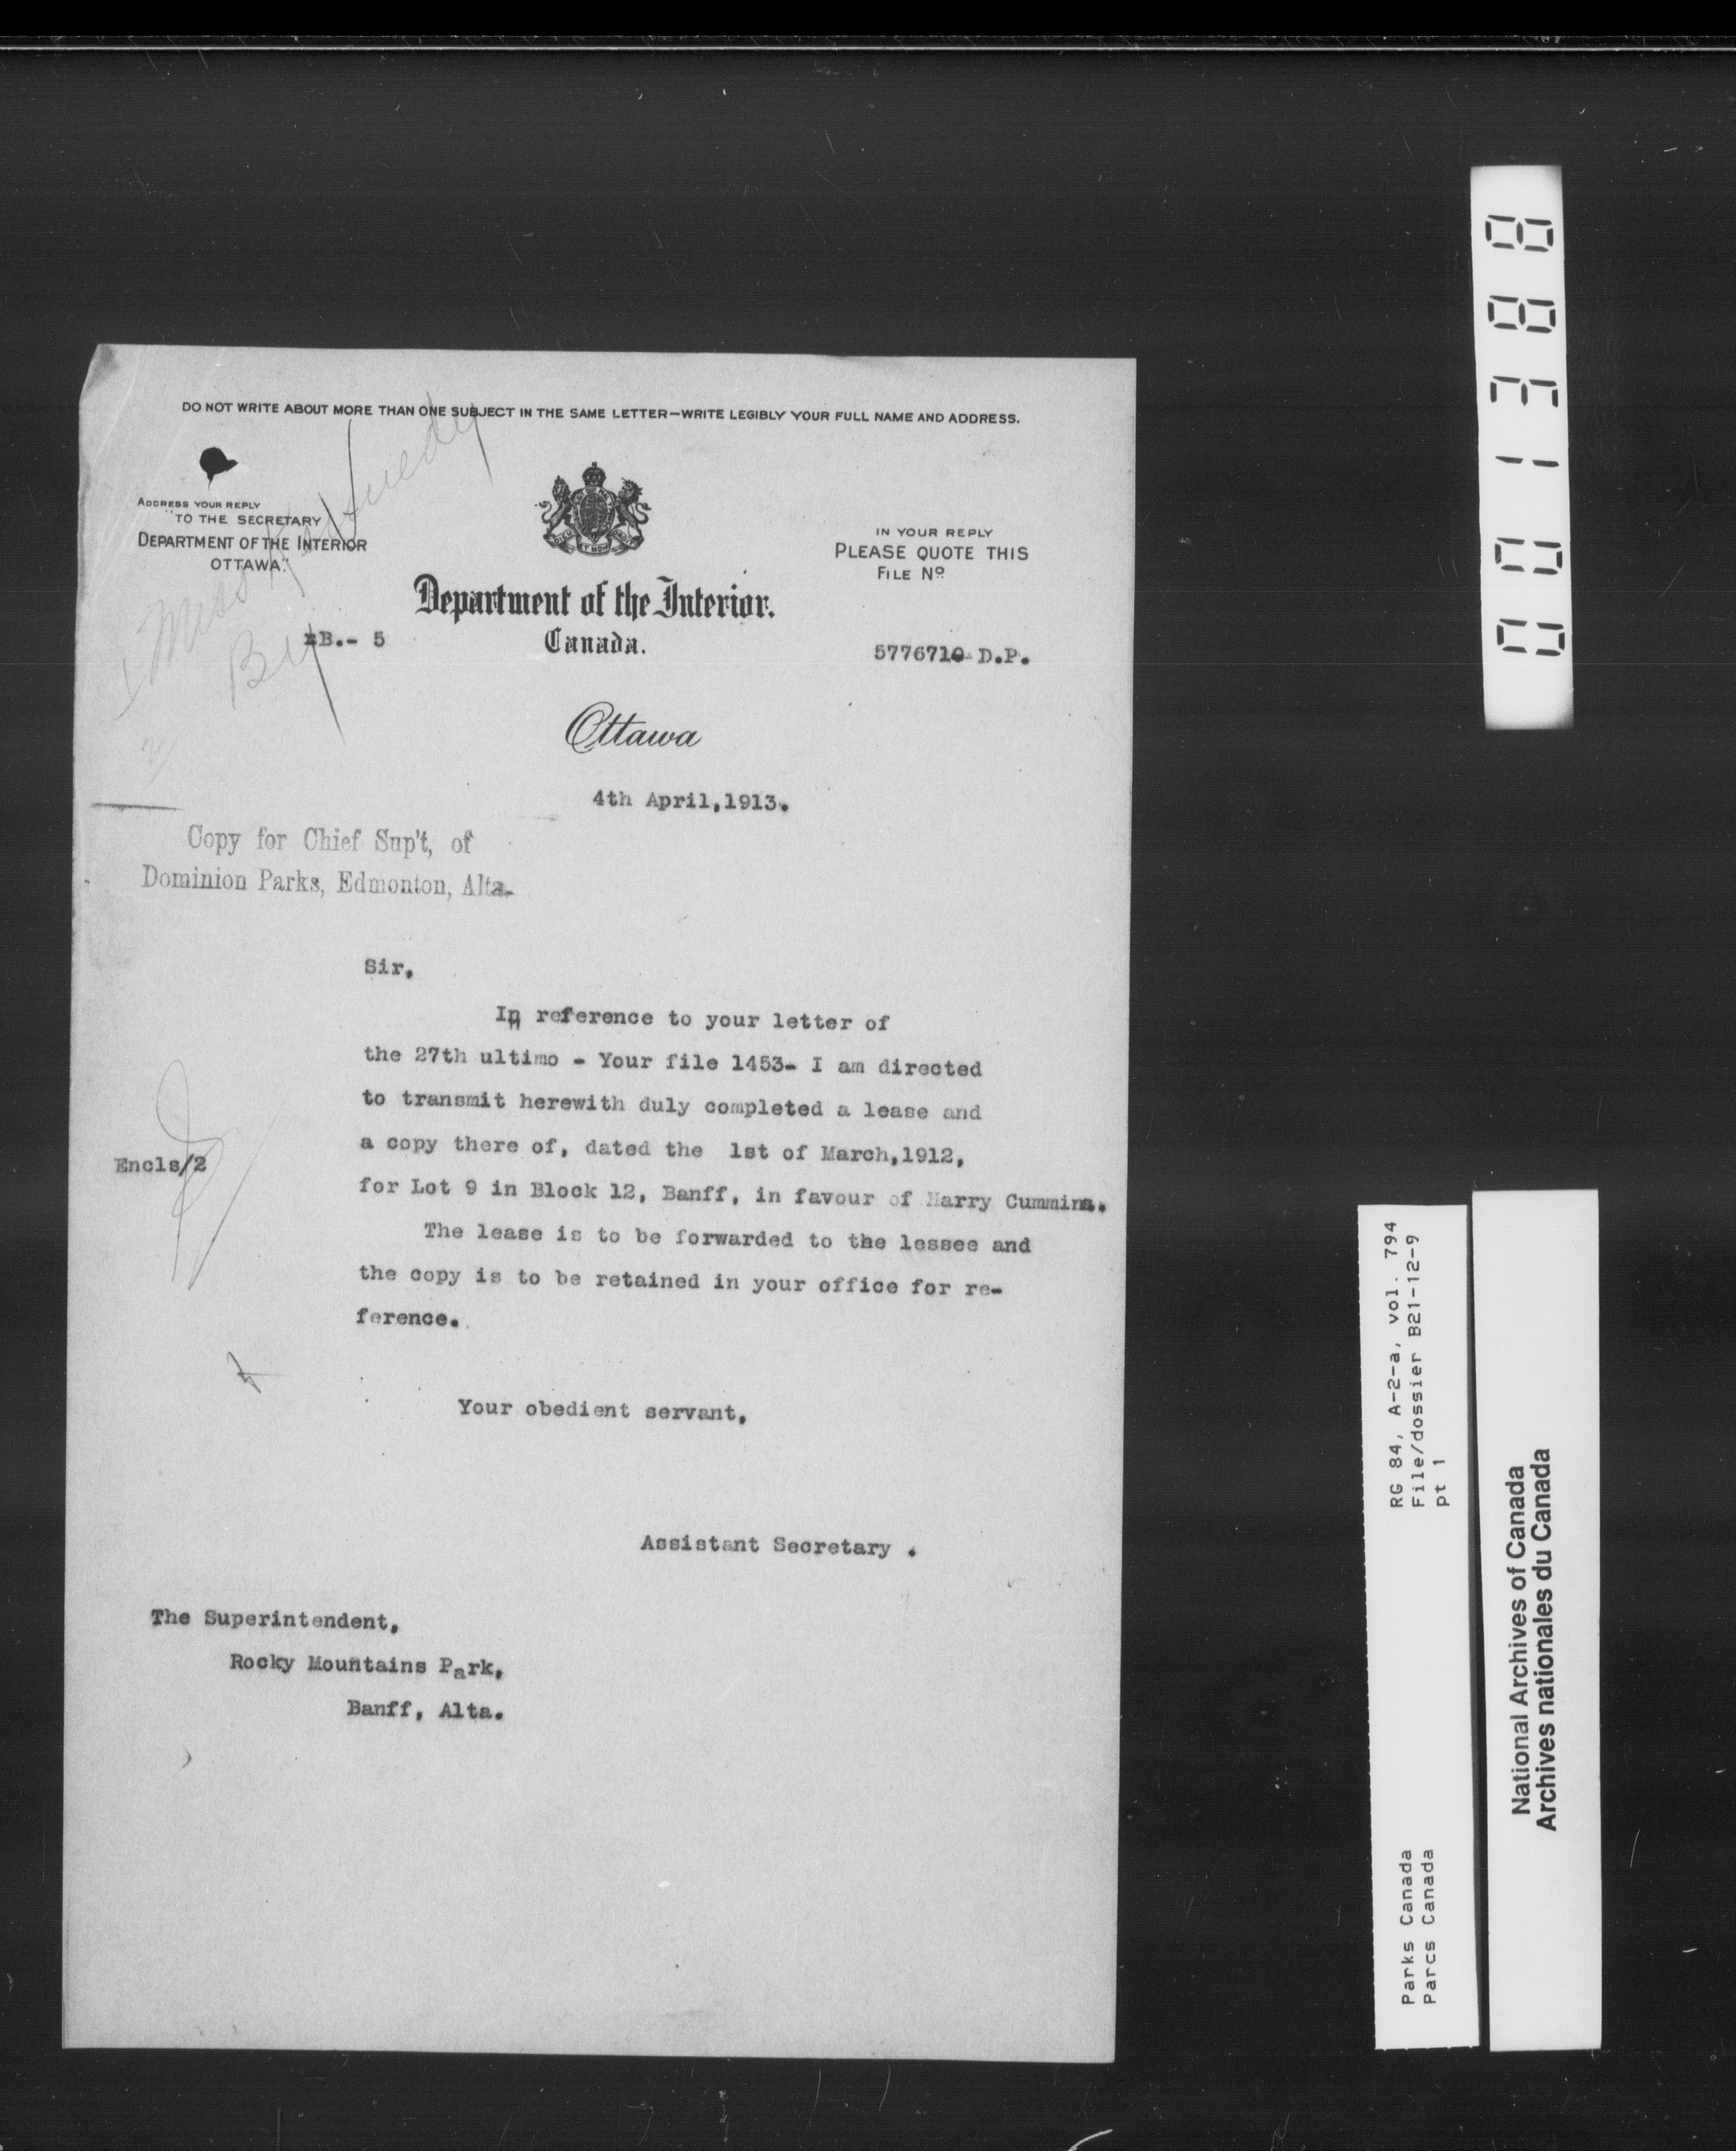 DO NOT WRITE ABOUT MORE THAN ONE SUBJECT IN THE SAME LETTER—WRITE LEGIBLY YOUR FULL NAME AND ADDRESS.
ADDRESS YOUR REPLY
"TO THE SECRETARY
DEPARTMENT OF THE INTERIOR
OTTAWA."
IN YOUR REPLY
PLEASE QUOTE THIS
FILE No.
Department of the Interior.
Canada.
Miss Kennedy
B.- 5
5776710 D.P.
Ottawa
4th April,1913.
Copy for Chief Sup't, of
Dominion Parks, Edmonton, Alta.
Sir,
In reference to your letter of
the 27th ultimo - Your file 1453- I am directed
to transmit herewith duly completed a lease and
a copy there of, dated the 1st of March,1912,
Encls/2
for Lot 9 in Block 12, Banff, in favour of Harry Cummins.
The lease is to be forwarded to the lessee and
the copy is to be retained in your office for re-
ference.
Your obedient servant,
Assistant Secretary .
The Superintendent,
Rocky Mountains Park,
Banff, Alta.
001388
RG 84, A-2-a, vol. 794
File/dossier B21-12-9
pt 1
Parks Canada
Parcs Canada
National Archives of Canada
Archives nationales du Canada